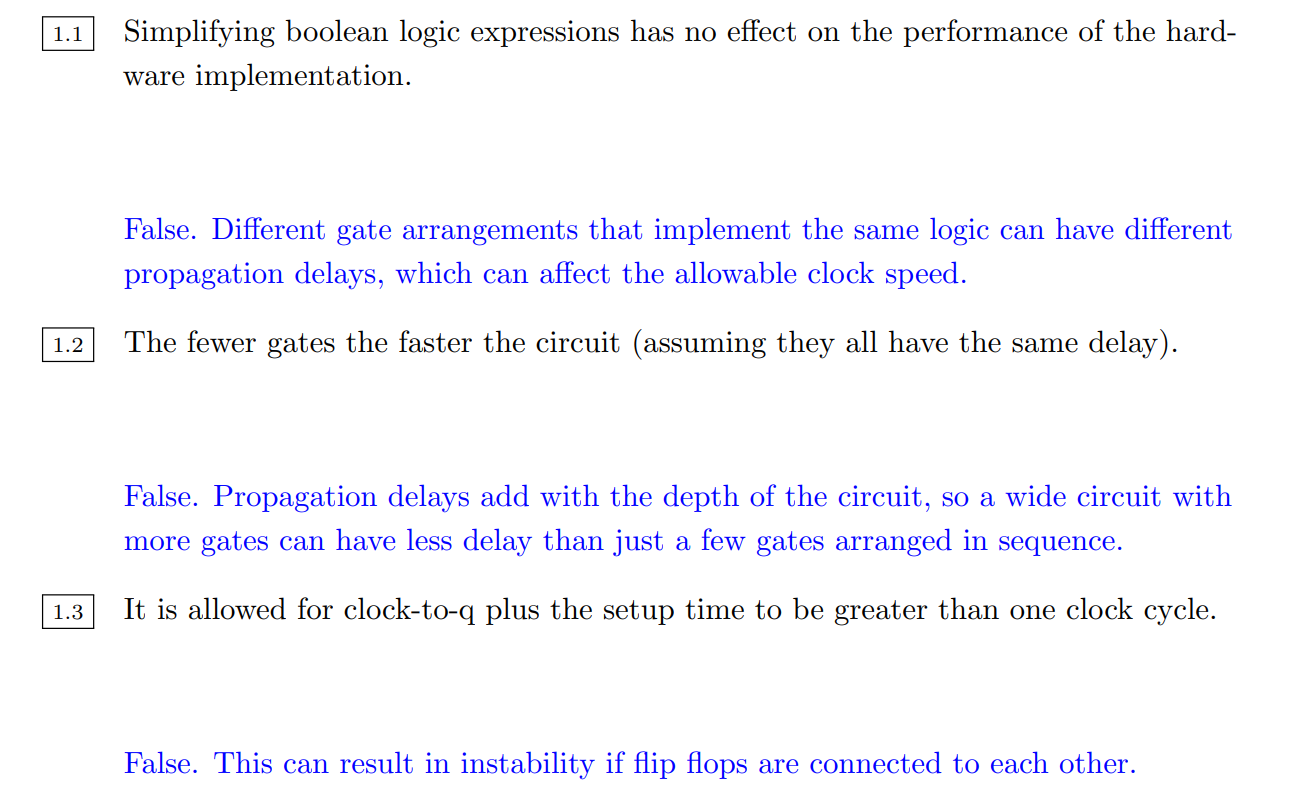 1.1 Simplifying boolean logic expressions has no effect on the performance of the hard-
ware implementation.
False. Different gate arrangements that implement the same logic can have different
propagation delays, which can affect the allowable clock speed.
1.2 The fewer gates the faster the circuit (assuming they all have the same delay).
False. Propagation delays add with the depth of the circuit, so a wide circuit with
more gates can have less delay than just a few gates arranged in sequence.
1.3 It is allowed for clock-to-q plus the setup time to be greater than one clock cycle.
False. This can result in instability if flip flops are connected to each other.